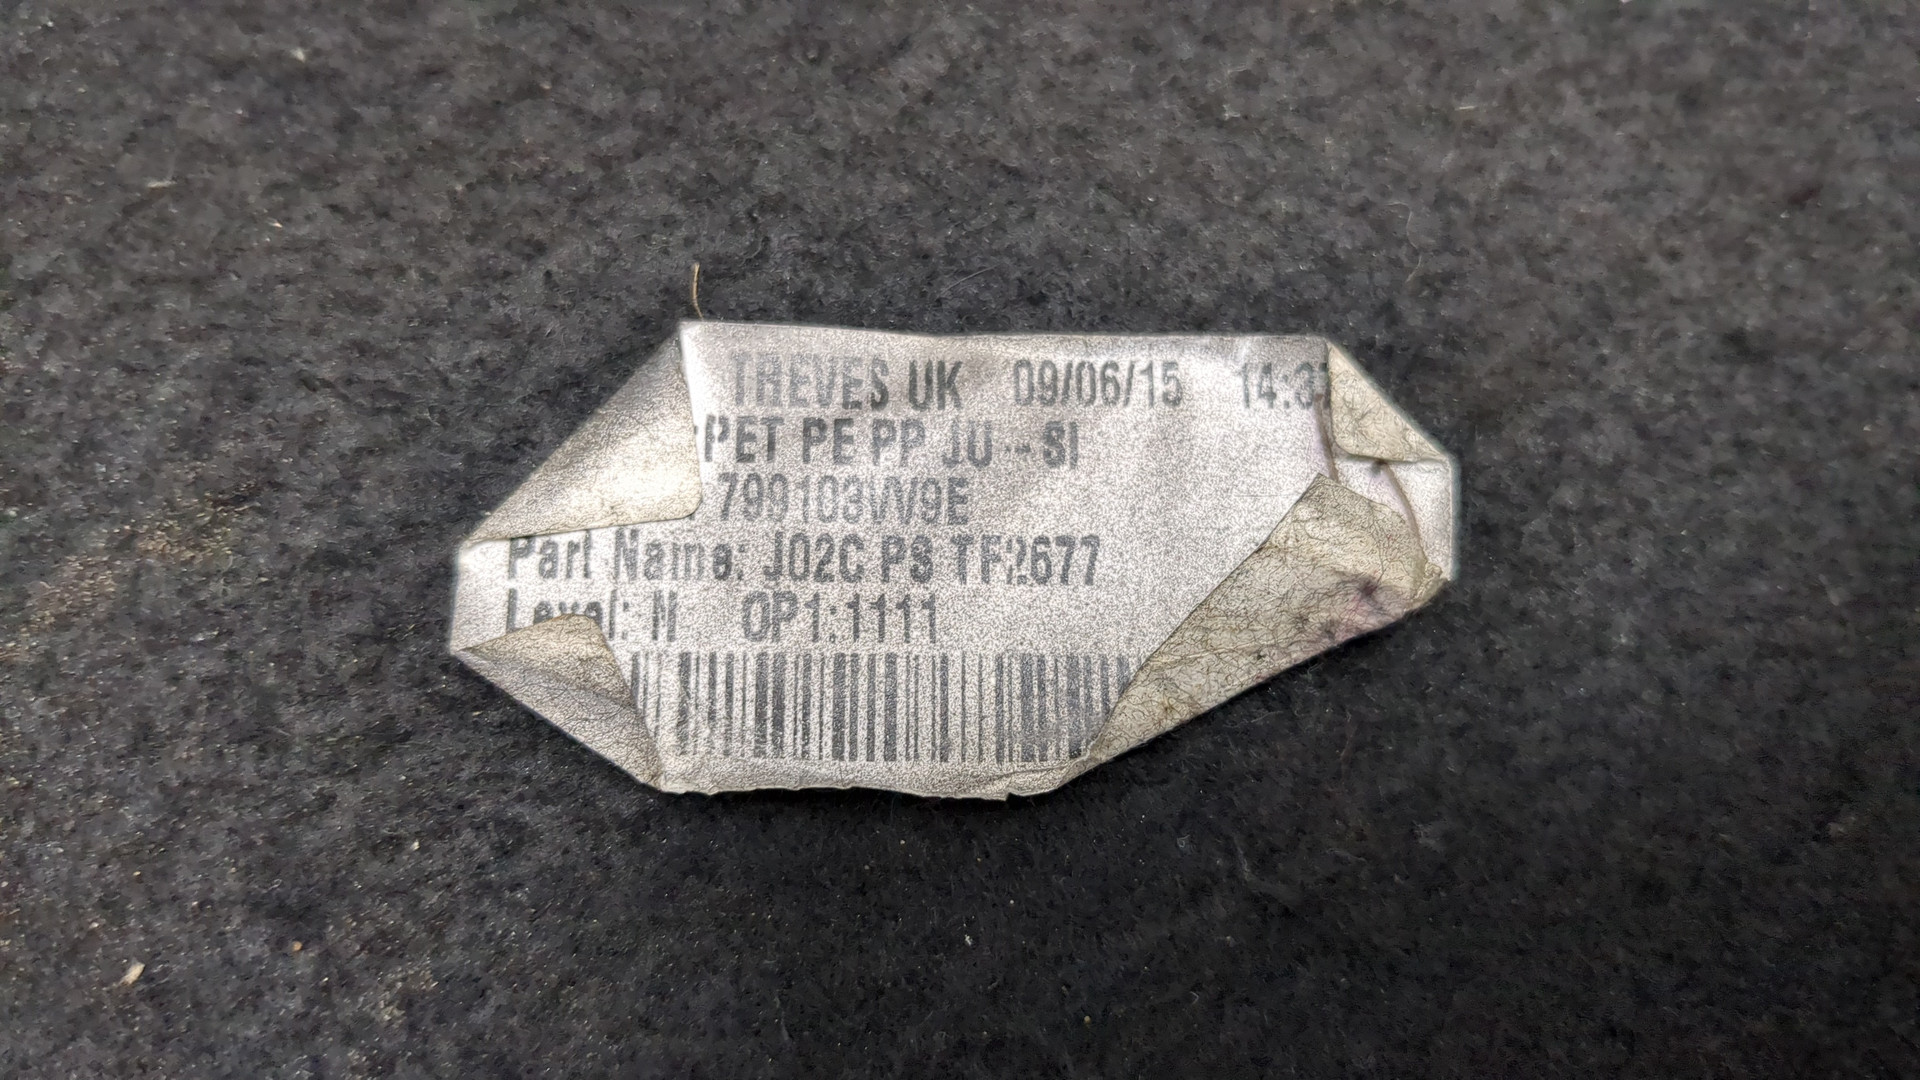 TREVES UK 09/06/15 14:3
PET PE PP JU -- SI
799103VV9E
Part Name: J02C PS TF2677
Level: N OP1:1111